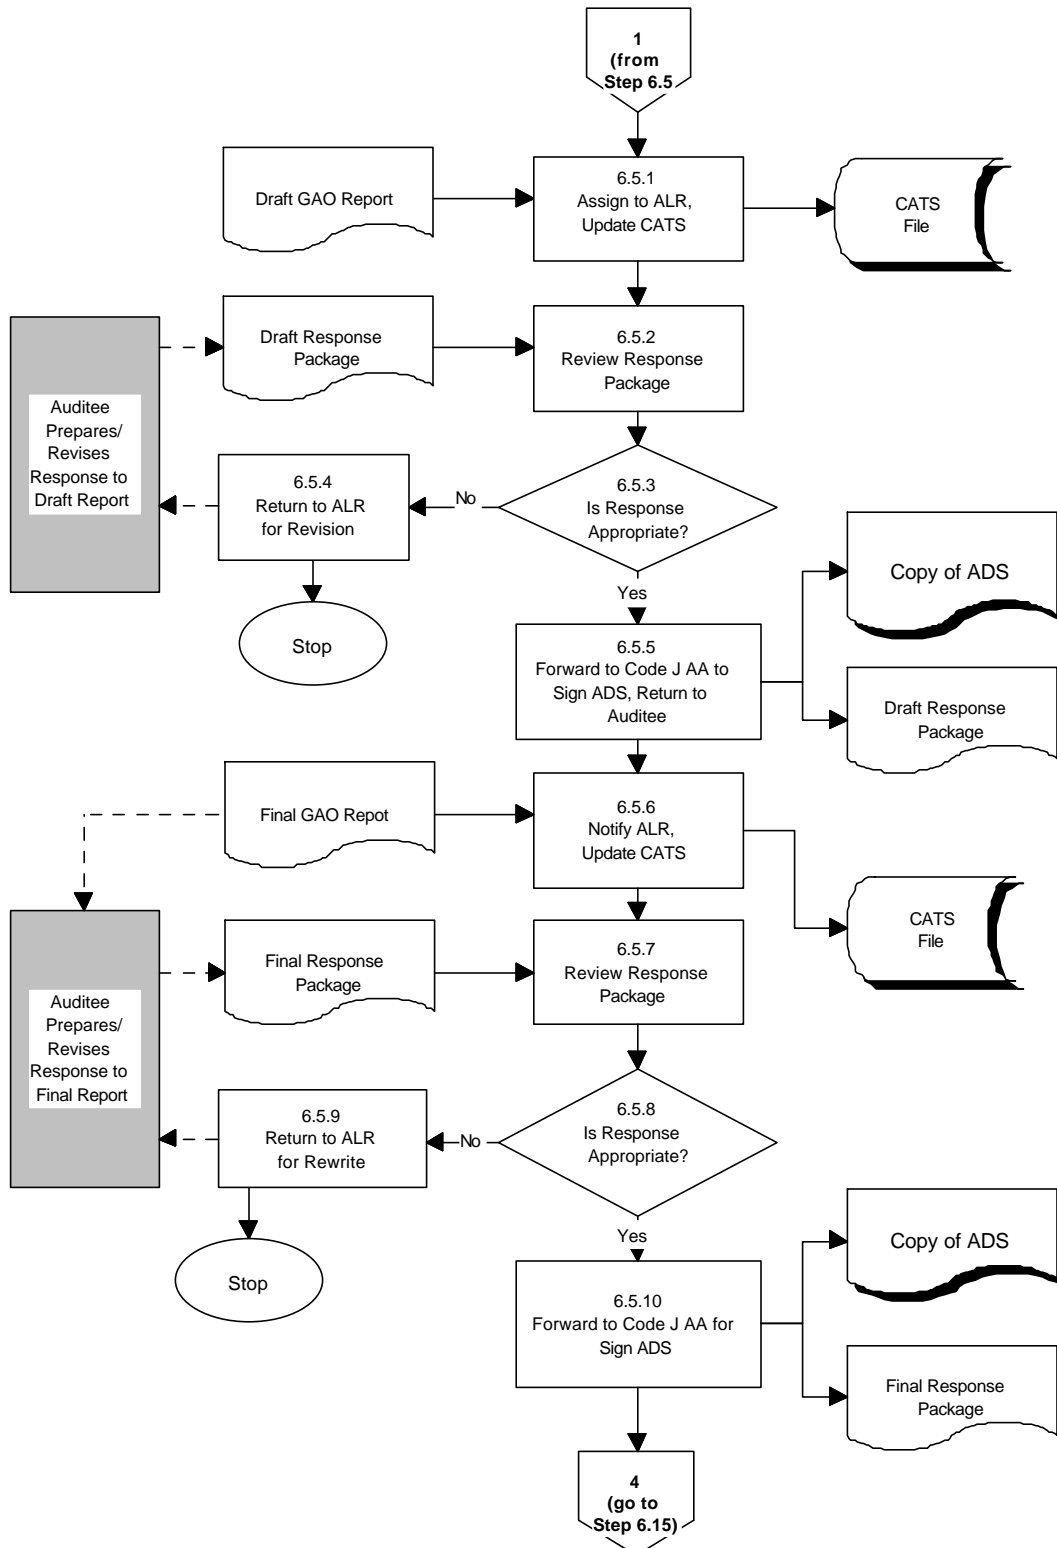 1
(from
Step 6.5
Draft GAO Report
6.5.1
Assign to ALR,
Update CATS
CATS
File
Draft Response
Package
6.5.2
Review Response
Package
Auditee
Prepares/
Revises
Response to
Draft Report
6.5.4
Return to ALR
for Revision
No
6.5.3
Is Response
Appropriate?
Yes
Copy of ADS
Stop
6.5.5
Forward to Code J AA to
Sign ADS, Return to
Auditee
Draft Response
Package
Final GAO Repot
6.5.6
Notify ALR,
Update CATS
CATS
File
Final Response
Package
6.5.7
Review Response
Package
Auditee
Prepares/
Revises
Response to
Final Report
6.5.9
Return to ALR
for Rewrite
No
6.5.8
Is Response
Appropriate?
Yes
Copy of ADS
Stop
6.5.10
Forward to Code J AA for
Sign ADS
Final Response
Package
4
(go to
Step 6.15)